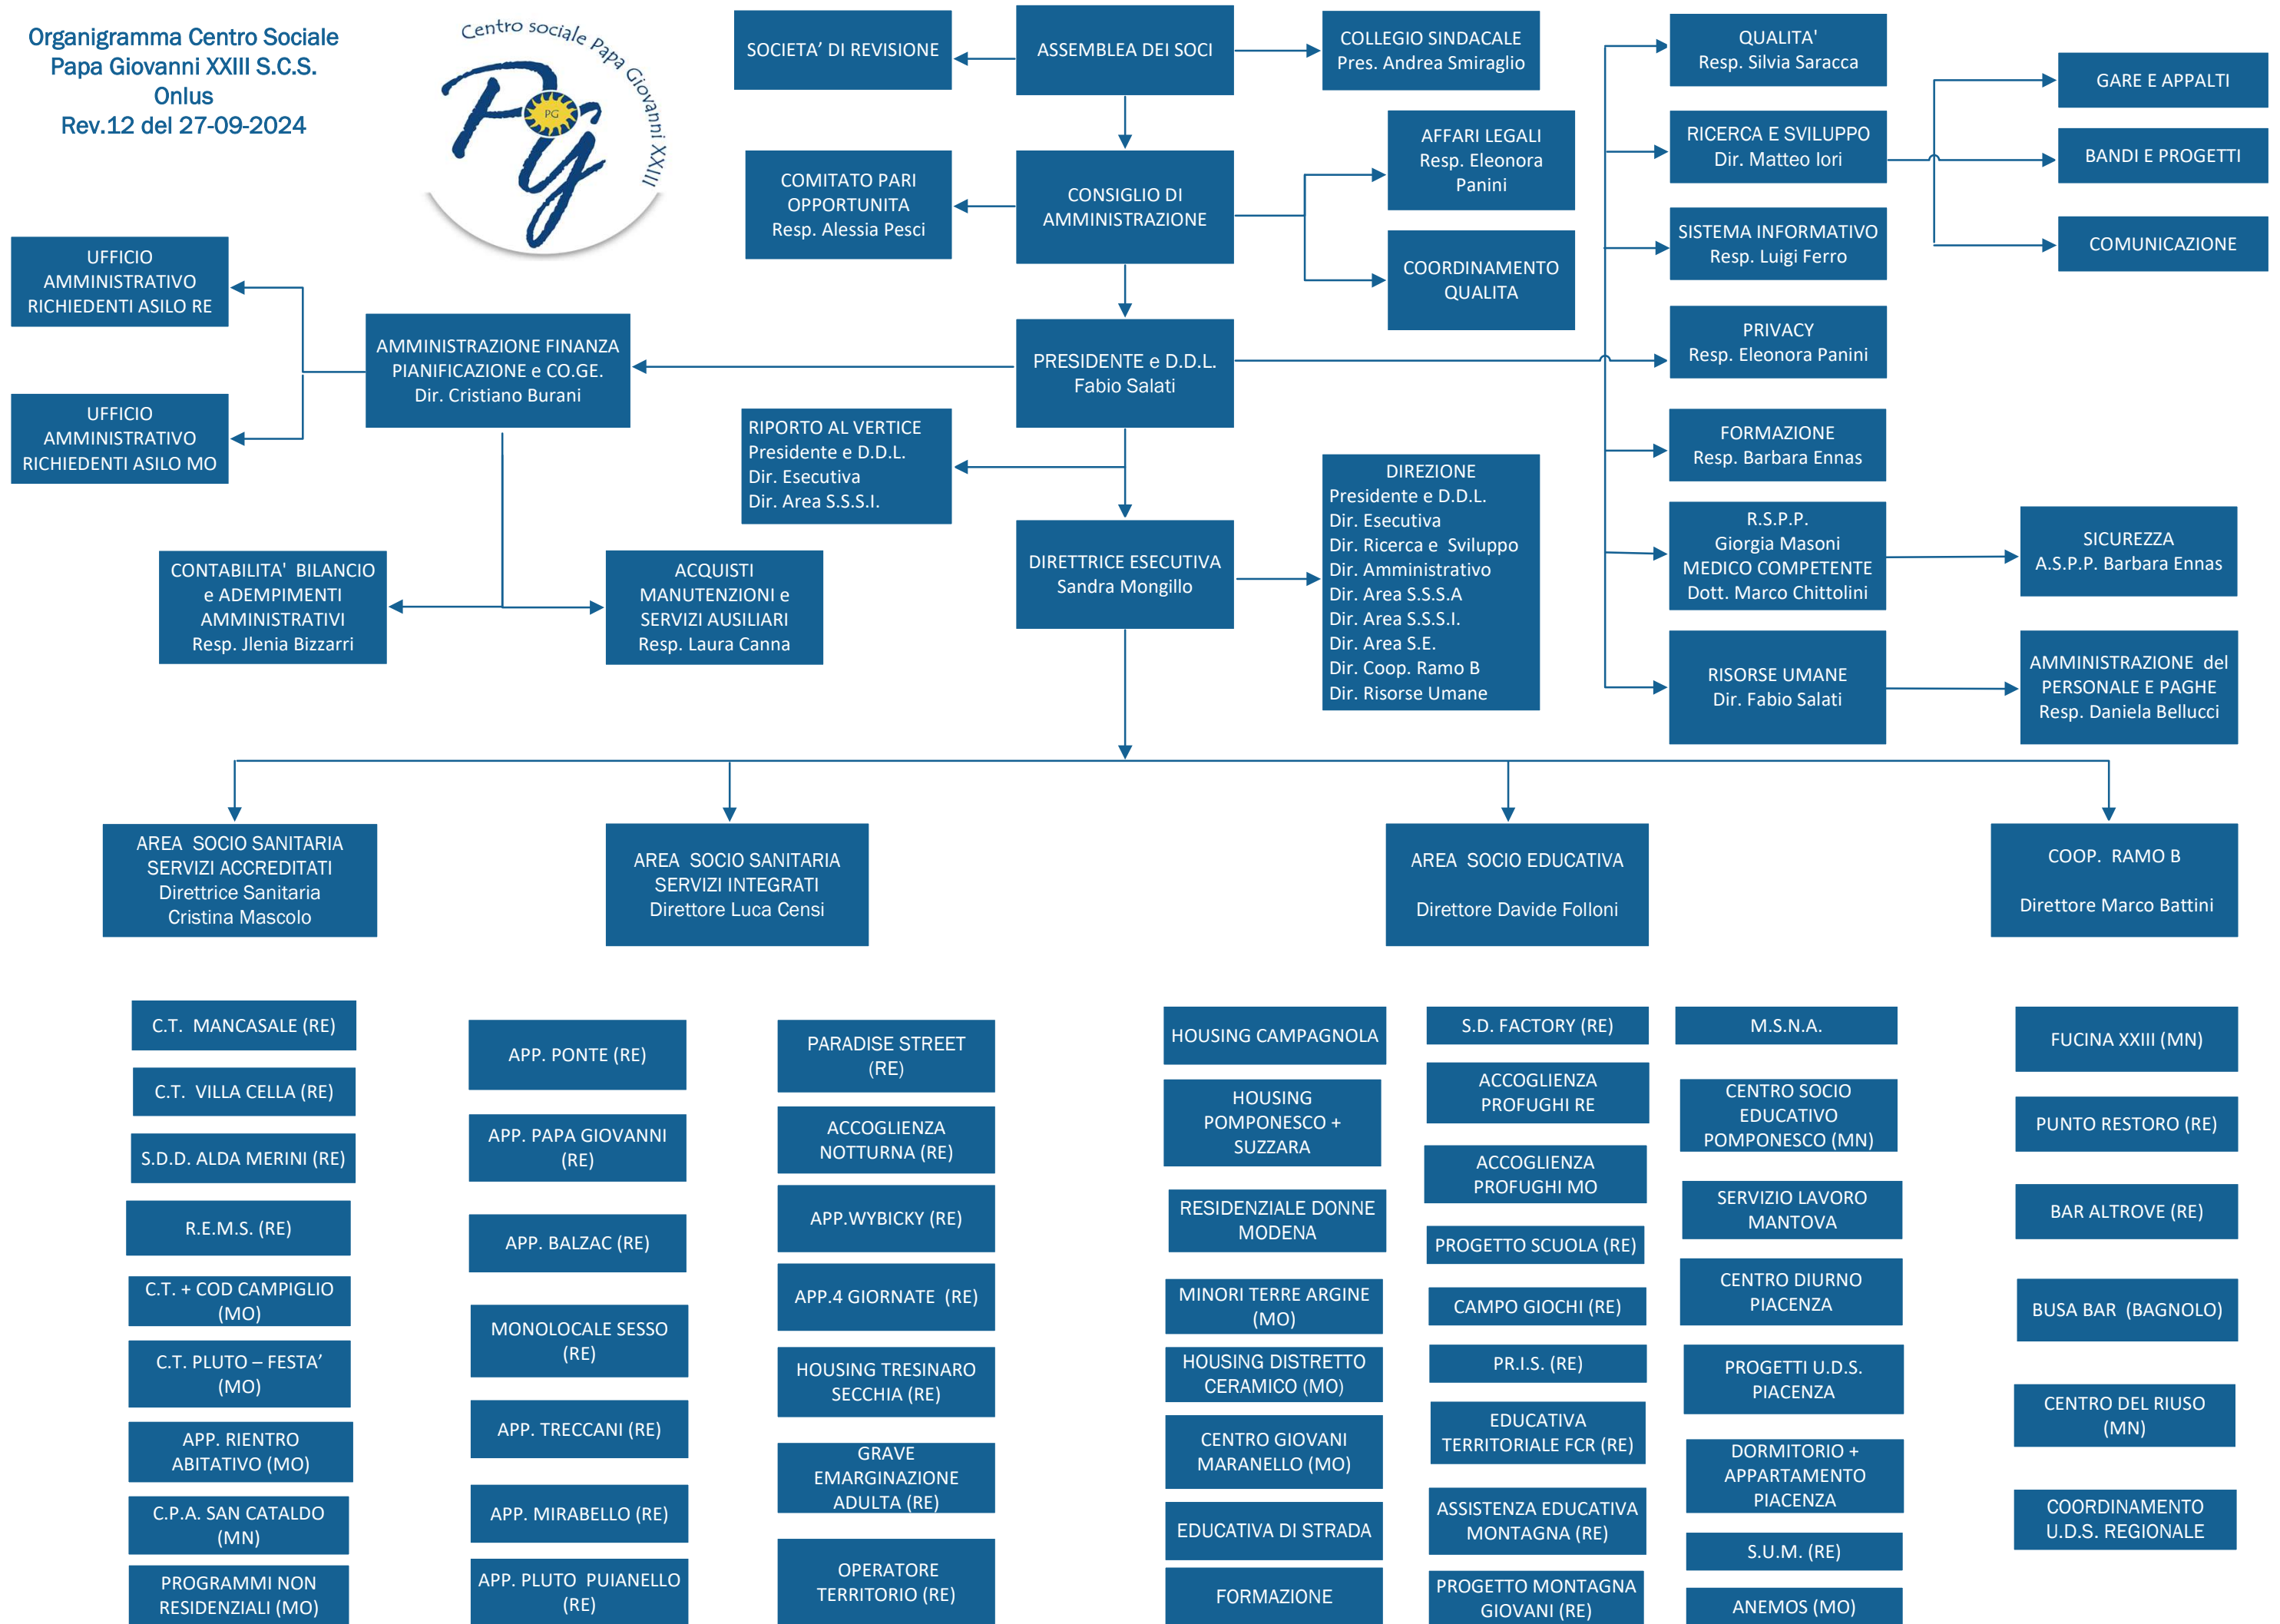 Organigramma Centro Sociale
Papa Giovanni XXIII S.C.S.
Onlus
Rev.12 del 27-09-2024
Centro sociale Papa Giovanni XXIII
PG
SOCIETA’ DI REVISIONE
ASSEMBLEA DEI SOCI
COLLEGIO SINDACALE
Pres. Andrea Smiraglio
QUALITA'
Resp. Silvia Saracca
GARE E APPALTI
COMITATO PARI
OPPORTUNITA
Resp. Alessia Pesci
CONSIGLIO DI
AMMINISTRAZIONE
AFFARI LEGALI
Resp. Eleonora
Panini
RICERCA E SVILUPPO
Dir. Matteo Iori
BANDI E PROGETTI
COORDINAMENTO
QUALITA
SISTEMA INFORMATIVO
Resp. Luigi Ferro
COMUNICAZIONE
UFFICIO
AMMINISTRATIVO
RICHIEDENTI ASILO RE
AMMINISTRAZIONE FINANZA
PIANIFICAZIONE e CO.GE.
Dir. Cristiano Burani
PRESIDENTE e D.D.L.
Fabio Salati
PRIVACY
Resp. Eleonora Panini
UFFICIO
AMMINISTRATIVO
RICHIEDENTI ASILO MO
RIPORTO AL VERTICE
Presidente e D.D.L.
Dir. Esecutiva
Dir. Area S.S.S.I.
FORMAZIONE
Resp. Barbara Ennas
CONTABILITA' BILANCIO
e ADEMPIMENTI
AMMINISTRATIVI
Resp. Jlenia Bizzarri
ACQUISTI
MANUTENZIONI e
SERVIZI AUSILIARI
Resp. Laura Canna
DIRETTRICE ESECUTIVA
Sandra Mongillo
DIREZIONE
Presidente e D.D.L.
Dir. Esecutiva
Dir. Ricerca e Sviluppo
Dir. Amministrativo
Dir. Area S.S.S.A
Dir. Area S.S.S.I.
Dir. Area S.E.
Dir. Coop. Ramo B
Dir. Risorse Umane
R.S.P.P.
Giorgia Masoni
MEDICO COMPETENTE
Dott. Marco Chittolini
SICUREZZA
A.S.P.P. Barbara Ennas
RISORSE UMANE
Dir. Fabio Salati
AMMINISTRAZIONE del
PERSONALE E PAGHE
Resp. Daniela Bellucci
AREA SOCIO SANITARIA
SERVIZI ACCREDITATI
Direttrice Sanitaria
Cristina Mascolo
AREA SOCIO SANITARIA
SERVIZI INTEGRATI
Direttore Luca Censi
AREA SOCIO EDUCATIVA
Direttore Davide Folloni
COOP. RAMO B
Direttore Marco Battini
C.T. MANCASALE (RE)
C.T. VILLA CELLA (RE)
S.D.D. ALDA MERINI (RE)
R.E.M.S. (RE)
C.T. + COD CAMPIGLIO
(MO)
C.T. PLUTO – FESTA’
(MO)
APP. RIENTRO
ABITATIVO (MO)
C.P.A. SAN CATALDO
(MN)
PROGRAMMI NON
RESIDENZIALI (MO)
APP. PONTE (RE)
APP. PAPA GIOVANNI
(RE)
APP. BALZAC (RE)
MONOLOCALE SESSO
(RE)
APP. TRECCANI (RE)
APP. MIRABELLO (RE)
APP. PLUTO PUIANELLO
(RE)
PARADISE STREET
(RE)
ACCOGLIENZA
NOTTURNA (RE)
APP.WYBICKY (RE)
APP.4 GIORNATE (RE)
HOUSING TRESINARO
SECCHIA (RE)
GRAVE
EMARGINAZIONE
ADULTA (RE)
OPERATORE
TERRITORIO (RE)
HOUSING CAMPAGNOLA
HOUSING
POMPONESCO +
SUZZARA
RESIDENZIALE DONNE
MODENA
MINORI TERRE ARGINE
(MO)
HOUSING DISTRETTO
CERAMICO (MO)
CENTRO GIOVANI
MARANELLO (MO)
EDUCATIVA DI STRADA
FORMAZIONE
S.D. FACTORY (RE)
ACCOGLIENZA
PROFUGHI RE
ACCOGLIENZA
PROFUGHI MO
PROGETTO SCUOLA (RE)
CAMPO GIOCHI (RE)
PR.I.S. (RE)
EDUCATIVA
TERRITORIALE FCR (RE)
ASSISTENZA EDUCATIVA
MONTAGNA (RE)
PROGETTO MONTAGNA
GIOVANI (RE)
M.S.N.A.
CENTRO SOCIO
EDUCATIVO
POMPONESCO (MN)
SERVIZIO LAVORO
MANTOVA
CENTRO DIURNO
PIACENZA
PROGETTI U.D.S.
PIACENZA
DORMITORIO +
APPARTAMENTO
PIACENZA
S.U.M. (RE)
ANEMOS (MO)
FUCINA XXIII (MN)
PUNTO RESTORO (RE)
BAR ALTROVE (RE)
BUSA BAR (BAGNOLO)
CENTRO DEL RIUSO
(MN)
COORDINAMENTO
U.D.S. REGIONALE